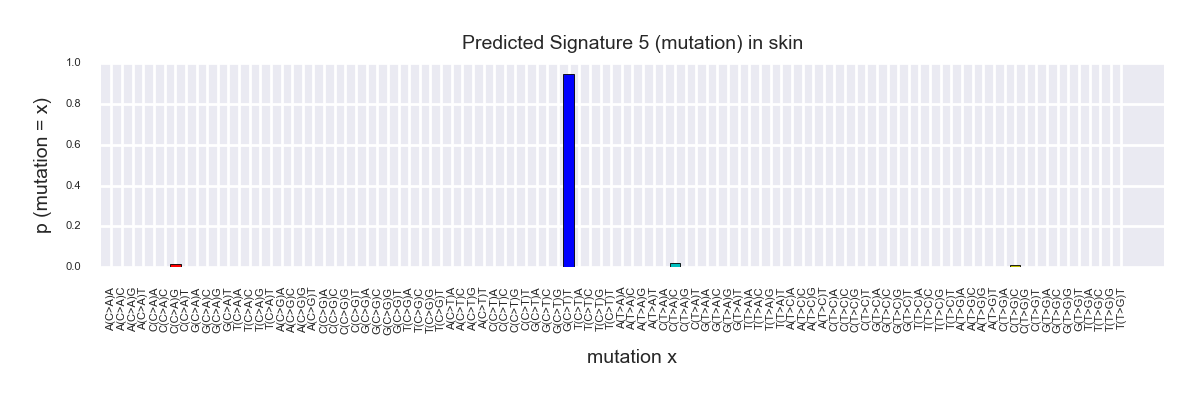 Predicted Signature 5 (mutation) in skin
1.0
0.8
0.6
0.4
0.2
0.0
p (mutation = x)
A(C>A)A A(C>A)C A(C>A)G A(C>A)T C(C>A)A C(C>A)C C(C>A)G C(C>A)T G(C>A)A G(C>A)C G(C>A)G G(C>A)T T(C>A)A T(C>A)C T(C>A)G T(C>A)T A(C>G)A A(C>G)C A(C>G)G A(C>G)T C(C>G)A C(C>G)C C(C>G)G C(C>G)T G(C>G)A G(C>G)C G(C>G)G G(C>G)T T(C>G)A T(C>G)C T(C>G)G T(C>G)T A(C>T)A A(C>T)C A(C>T)G A(C>T)T C(C>T)A C(C>T)C C(C>T)G C(C>T)T G(C>T)A G(C>T)C G(C>T)G G(C>T)T T(C>T)A T(C>T)C T(C>T)G T(C>T)T A(T>A)A A(T>A)C A(T>A)G A(T>A)T C(T>A)A C(T>A)C C(T>A)G C(T>A)T G(T>A)A G(T>A)C G(T>A)G G(T>A)T T(T>A)A T(T>A)C T(T>A)G T(T>A)T A(T>C)A A(T>C)C A(T>C)G A(T>C)T C(T>C)A C(T>C)C C(T>C)G C(T>C)T G(T>C)A G(T>C)C G(T>C)G G(T>C)T T(T>C)A T(T>C)C T(T>C)G T(T>C)T A(T>G)A A(T>G)C A(T>G)G A(T>G)T C(T>G)A C(T>G)C C(T>G)G C(T>G)T G(T>G)A G(T>G)C G(T>G)G G(T>G)T T(T>G)A T(T>G)C T(T>G)G T(T>G)T
mutation x